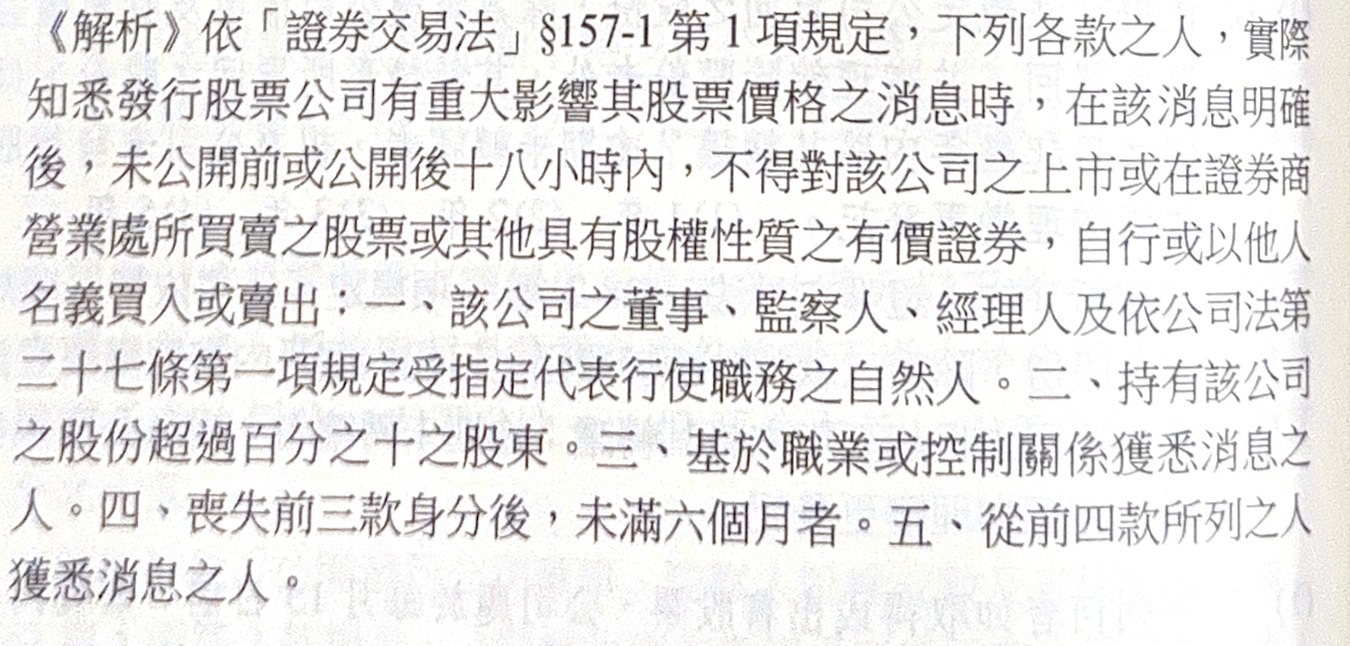 《解析》依「證券交易法」§157-1 第 1 項規定，下列各款之人，實際
知悉發行股票公司有重大影響其股票價格之消息時，在該消息明確
後，未公開前或公開後十八小時內，不得對該公司之上市或在證券商
營業處所買賣之股票或其他具有股權性質之有價證券，自行或以他人
名義買入或賣出：一、該公司之董事、監察人、經理人及依公司法第
二十七條第一項規定受指定代表行使職務之自然人。二、持有該公司
之股份超過百分之十之股東。三、基於職業或控制關係獲悉消息之
人。四、喪失前三款身分後，未滿六個月者。五、從前四款所列之人
獲悉消息之人。